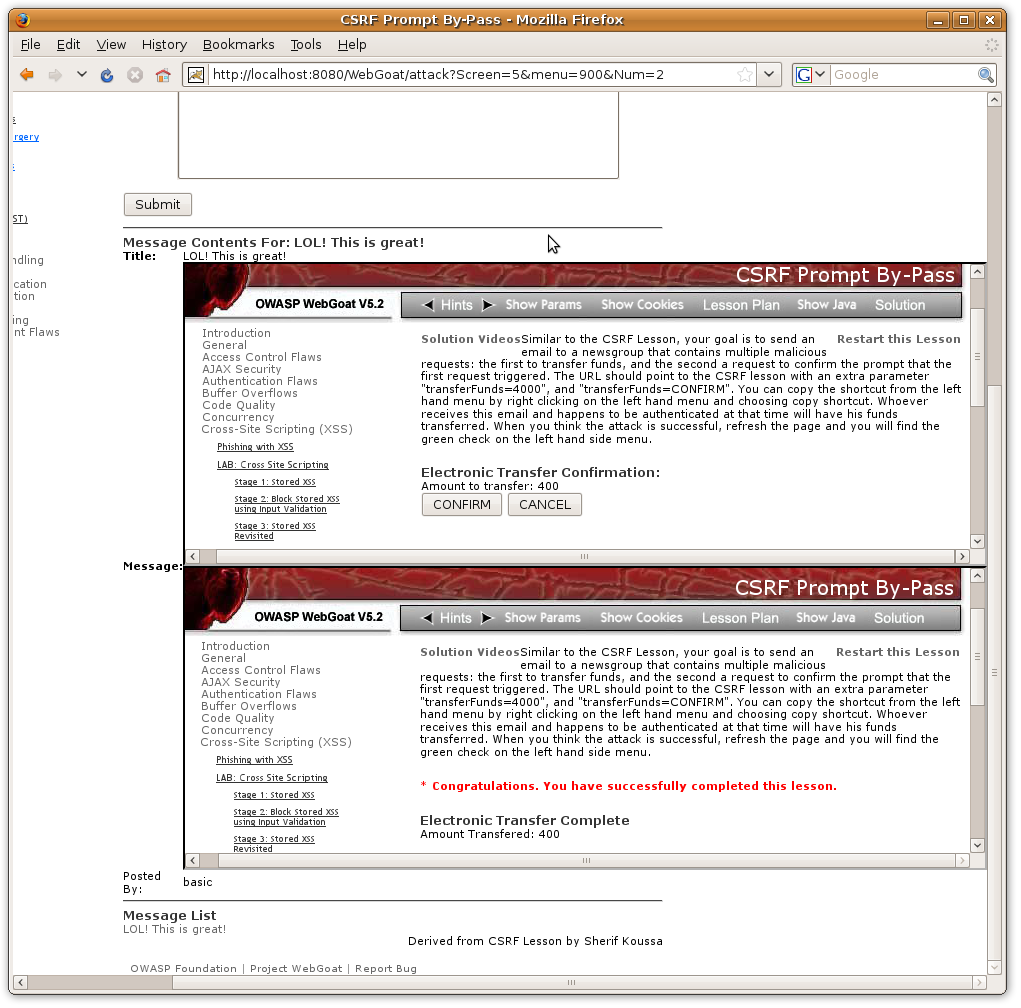 CSRF Prompt By-Pass - Mozilla Firefox
File Edit View History Bookmarks Tools Help
http://localhost:8080/WebGoat/attack?Screen=5&menu=900&Num=2
Google
rgery
ST)
ndling
cation
tion
ing
nt Flaws
Submit
Message Contents For: LOL! This is great!
Title: LOL! This is great!
CSRF Prompt By-Pass
OWASP WebGoat V5.2
Hints Show Params Show Cookies Lesson Plan Show Java Solution
Introduction
General
Access Control Flaws
AJAX Security
Authentication Flaws
Buffer Overflows
Code Quality
Concurrency
Cross-Site Scripting (XSS)
Phishing with XSS
LAB: Cross Site Scripting
Stage 1: Stored XSS
Stage 2: Block Stored XSS
using Input Validation
Stage 3: Stored XSS
Revisited
Solution Videos Similar to the CSRF Lesson, your goal is to send an Restart this Lesson
email to a newsgroup that contains multiple malicious
requests: the first to transfer funds, and the second a request to confirm the prompt that the
first request triggered. The URL should point to the CSRF lesson with an extra parameter
"transferFunds=4000", and "transferFunds=CONFIRM". You can copy the shortcut from the left
hand menu by right clicking on the left hand menu and choosing copy shortcut. Whoever
receives this email and happens to be authenticated at that time will have his funds
transferred. When you think the attack is successful, refresh the page and you will find the
green check on the left hand side menu.
Electronic Transfer Confirmation:
Amount to transfer: 400
CONFIRM CANCEL
Message:
CSRF Prompt By-Pass
OWASP WebGoat V5.2
Hints Show Params Show Cookies Lesson Plan Show Java Solution
Introduction
General
Access Control Flaws
AJAX Security
Authentication Flaws
Buffer Overflows
Code Quality
Concurrency
Cross-Site Scripting (XSS)
Phishing with XSS
LAB: Cross Site Scripting
Stage 1: Stored XSS
Stage 2: Block Stored XSS
using Input Validation
Stage 3: Stored XSS
Revisited
Solution Videos Similar to the CSRF Lesson, your goal is to send an Restart this Lesson
email to a newsgroup that contains multiple malicious
requests: the first to transfer funds, and the second a request to confirm the prompt that the
first request triggered. The URL should point to the CSRF lesson with an extra parameter
"transferFunds=4000", and "transferFunds=CONFIRM". You can copy the shortcut from the left
hand menu by right clicking on the left hand menu and choosing copy shortcut. Whoever
receives this email and happens to be authenticated at that time will have his funds
transferred. When you think the attack is successful, refresh the page and you will find the
green check on the left hand side menu.
* Congratulations. You have successfully completed this lesson.
Electronic Transfer Complete
Amount Transfered: 400
Posted
By: basic
Message List
LOL! This is great!
Derived from CSRF Lesson by Sherif Koussa
OWASP Foundation | Project WebGoat | Report Bug